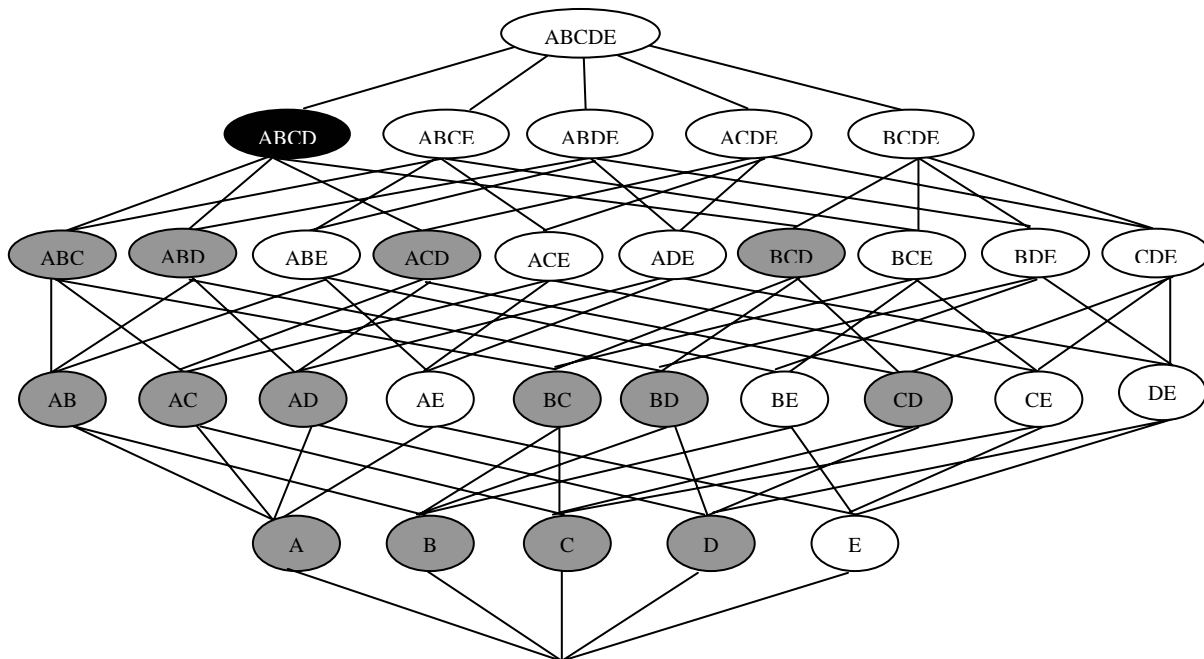 ABCDE
ABCD ABCE ABDE ACDE BCDE
ABC ABD ABE ACD ACE ADE BCD BCE BDE CDE
AB AC AD AE BC BD BE CD CE DE
A B C D E